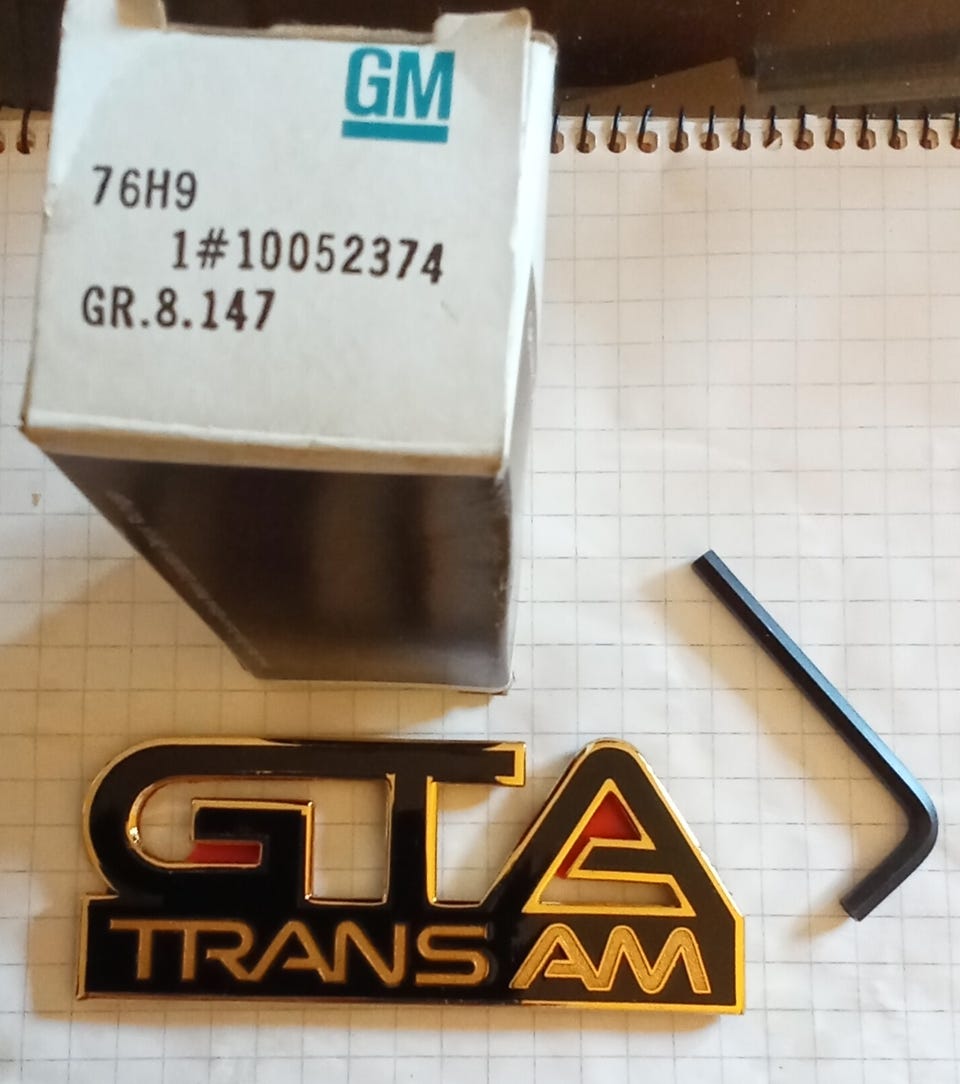 GM
76H9
1#10052374
GR.8.147
GTA
TRANS AM